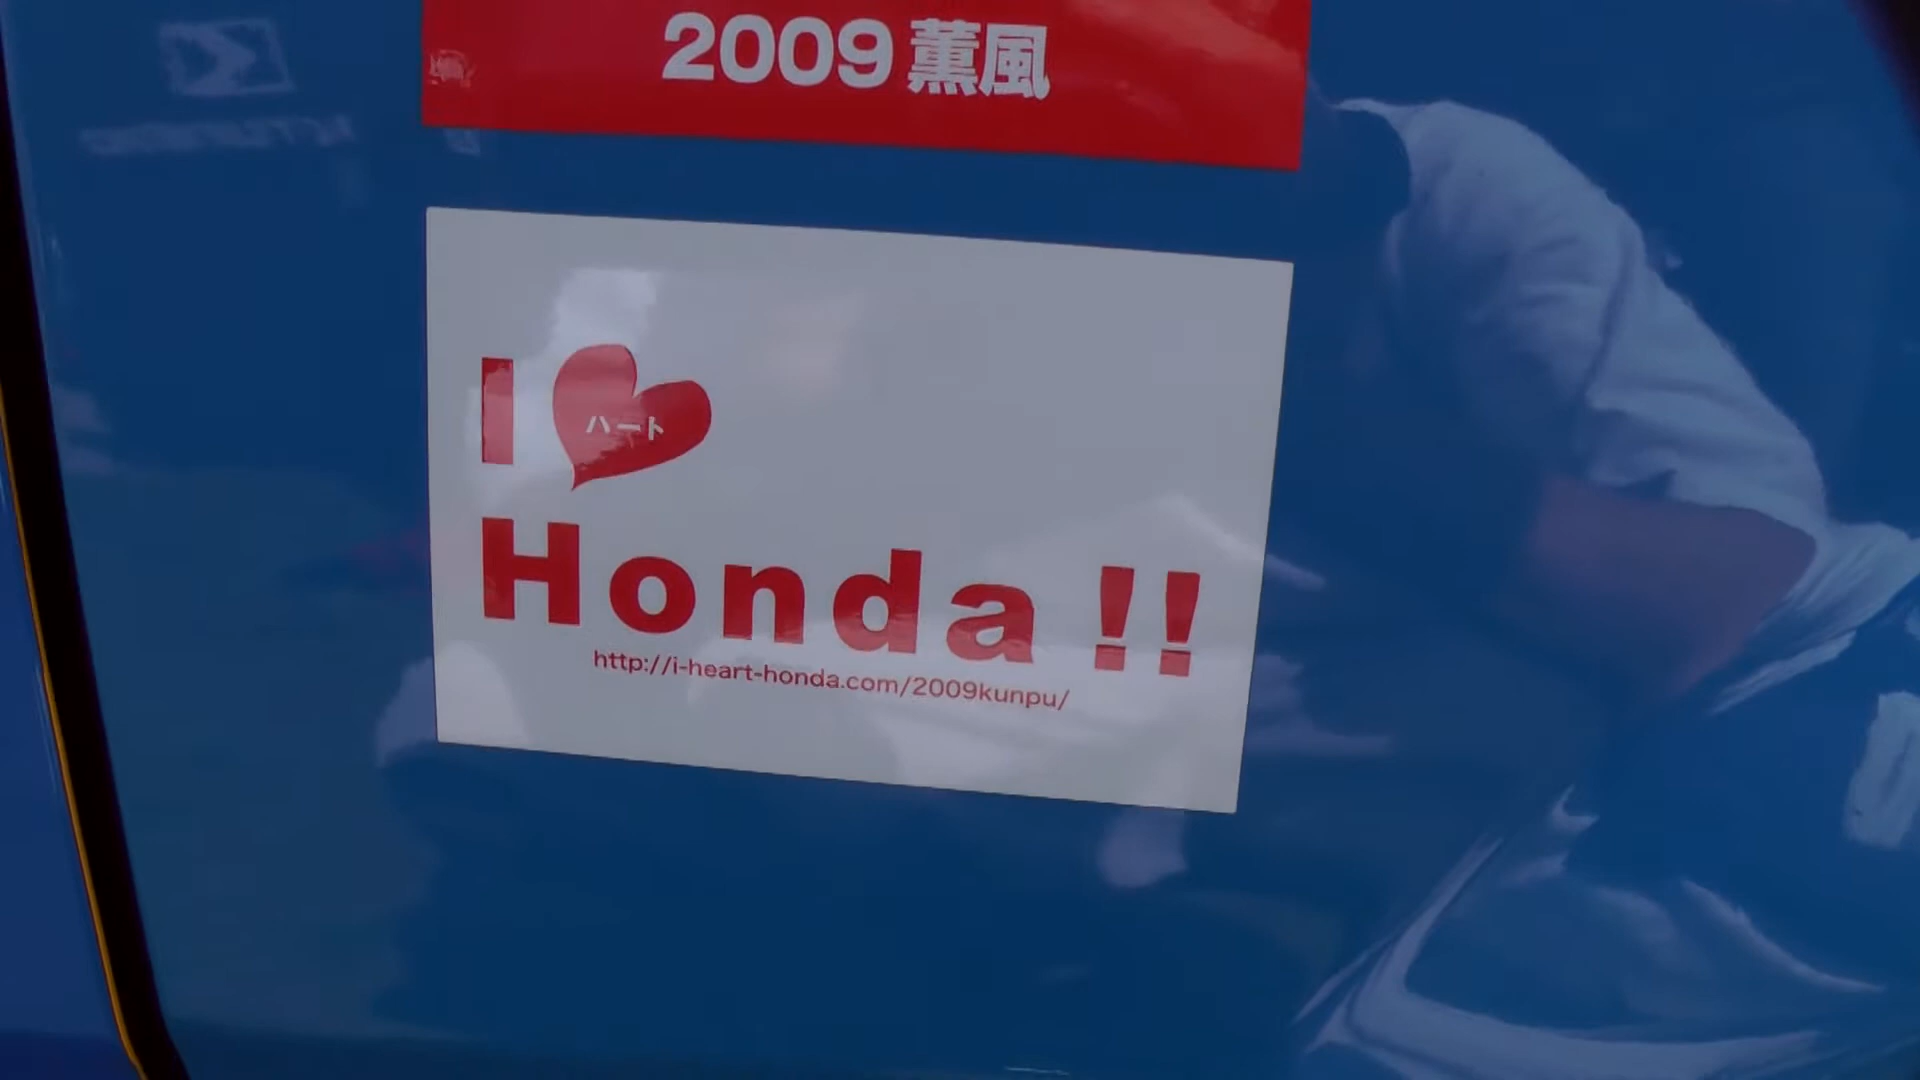 2009 薫風
I ハート
Honda !!
http://i-heart-honda.com/2009kunpu/